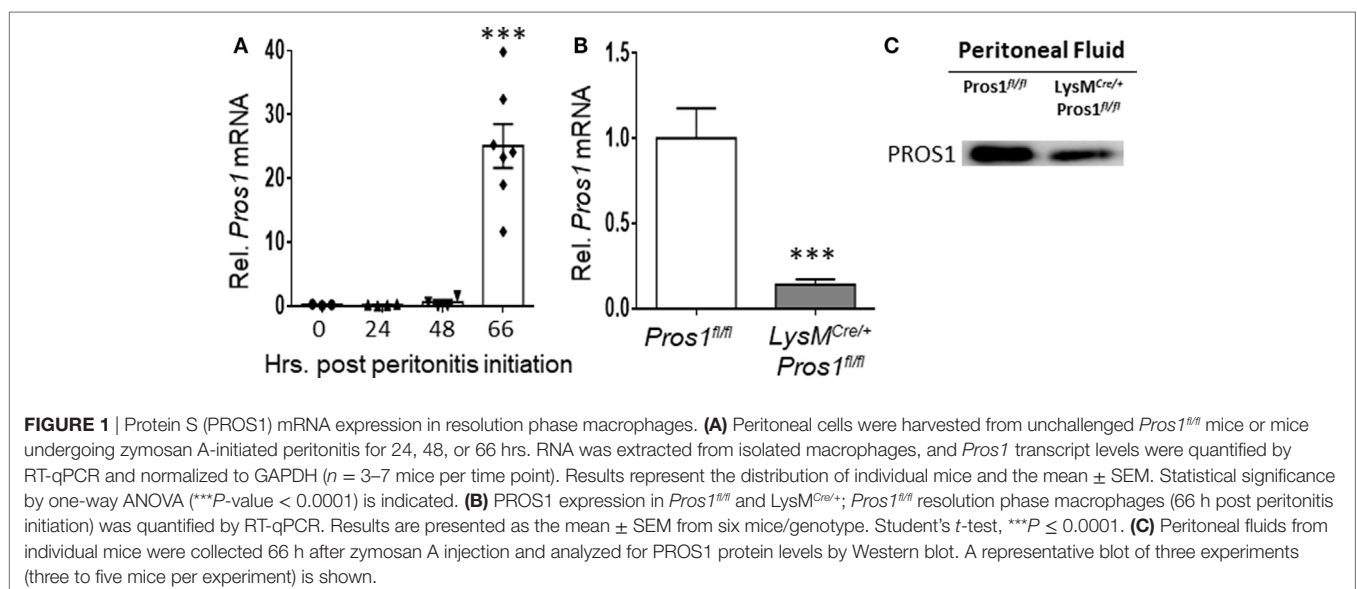 A
***
40
30
20
10
0
Rel. Pros1 mRNA
0 24 48 66
Hrs. post peritonitis initiation
B
1.5
1.0
0.5
0.0
Rel. Pros1 mRNA
***
Pros1fl/fl
LysMCre/+
Pros1fl/fl
C
Peritoneal Fluid
Pros1fl/fl LysMCre/+
Pros1fl/fl
PROS1
FIGURE 1 | Protein S (PROS1) mRNA expression in resolution phase macrophages. (A) Peritoneal cells were harvested from unchallenged Pros1fl/fl mice or mice
undergoing zymosan A-initiated peritonitis for 24, 48, or 66 hrs. RNA was extracted from isolated macrophages, and Pros1 transcript levels were quantified by
RT-qPCR and normalized to GAPDH (n = 3–7 mice per time point). Results represent the distribution of individual mice and the mean ± SEM. Statistical significance
by one-way ANOVA (***P-value < 0.0001) is indicated. (B) PROS1 expression in Pros1fl/fl and LysMCre/+; Pros1fl/fl resolution phase macrophages (66 h post peritonitis
initiation) was quantified by RT-qPCR. Results are presented as the mean ± SEM from six mice/genotype. Student’s t-test, ***P ≤ 0.0001. (C) Peritoneal fluids from
individual mice were collected 66 h after zymosan A injection and analyzed for PROS1 protein levels by Western blot. A representative blot of three experiments
(three to five mice per experiment) is shown.